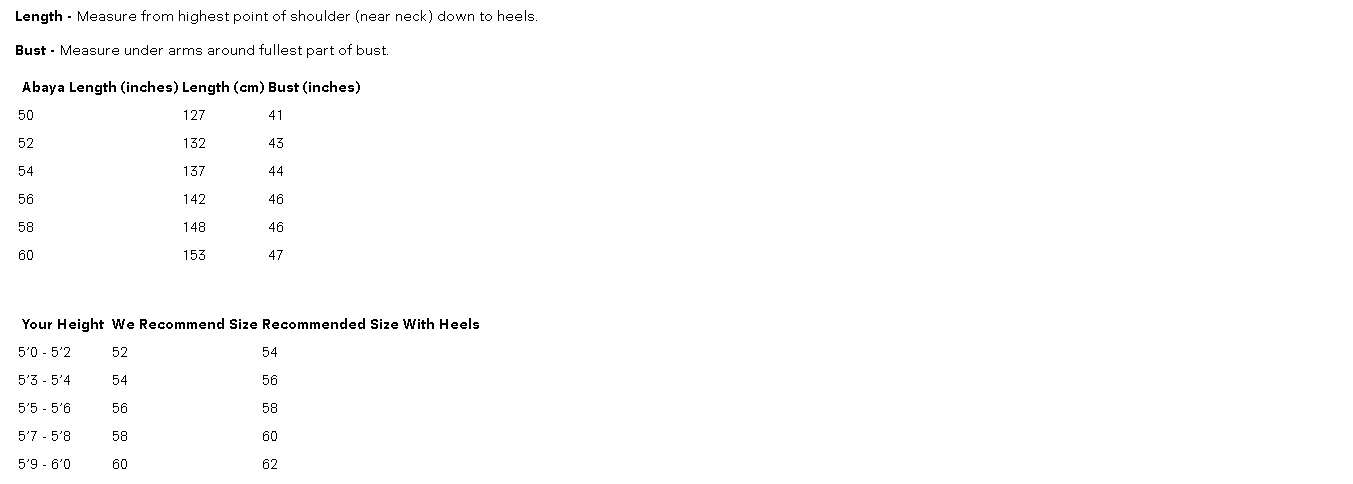 Length - Measure from highest point of shoulder (near neck) down to heels.
Bust - Measure under arms around fullest part of bust.
Abaya Length (inches) Length (cm) Bust (inches)
50 127 41
52 132 43
54 137 44
56 142 46
58 148 46
60 153 47
Your Height We Recommend Size Recommended Size With Heels
5'0 - 5'2 52 54
5'3 - 5'4 54 56
5'5 - 5'6 56 58
5'7 - 5'8 58 60
5'9 - 6'0 60 62